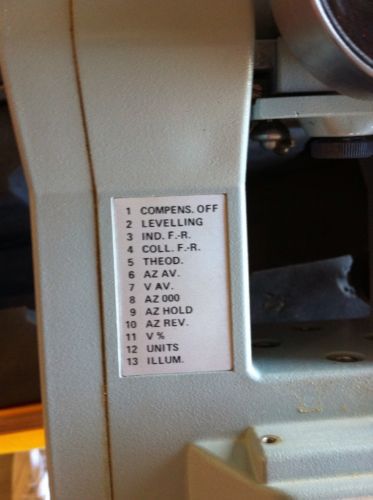 1 COMPENS. OFF
2 LEVELLING
3 IND. F.-R.
4 COLL. F.-R.
5 THEOD.
6 AZ AV.
7 V AV.
8 AZ 000
9 AZ HOLD
10 AZ REV.
11 V %
12 UNITS
13 ILLUM.